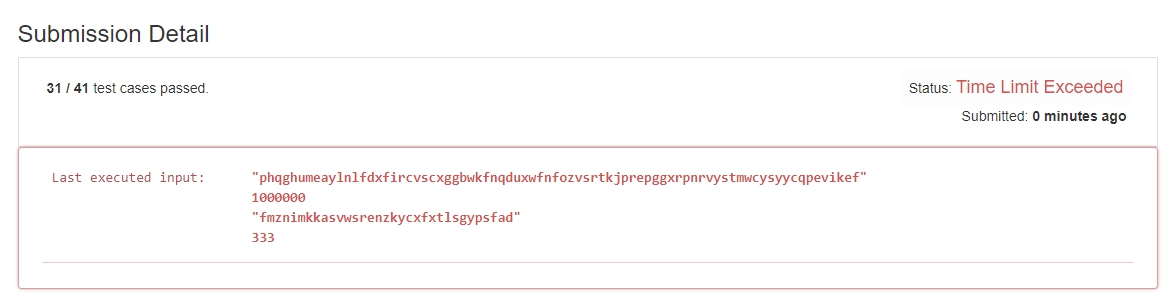 Submission Detail
31 / 41 test cases passed.
Status: Time Limit Exceeded
Submitted: 0 minutes ago
Last executed input: "phqghumeaylnlfdxfircvscxggbwkfnqduxwfnfozvsrtkjprepggxrpnrvystmwcysyycqpevikef"
1000000
"fmznimkkasvwsrenzkycxfxtlsgypsfad"
333